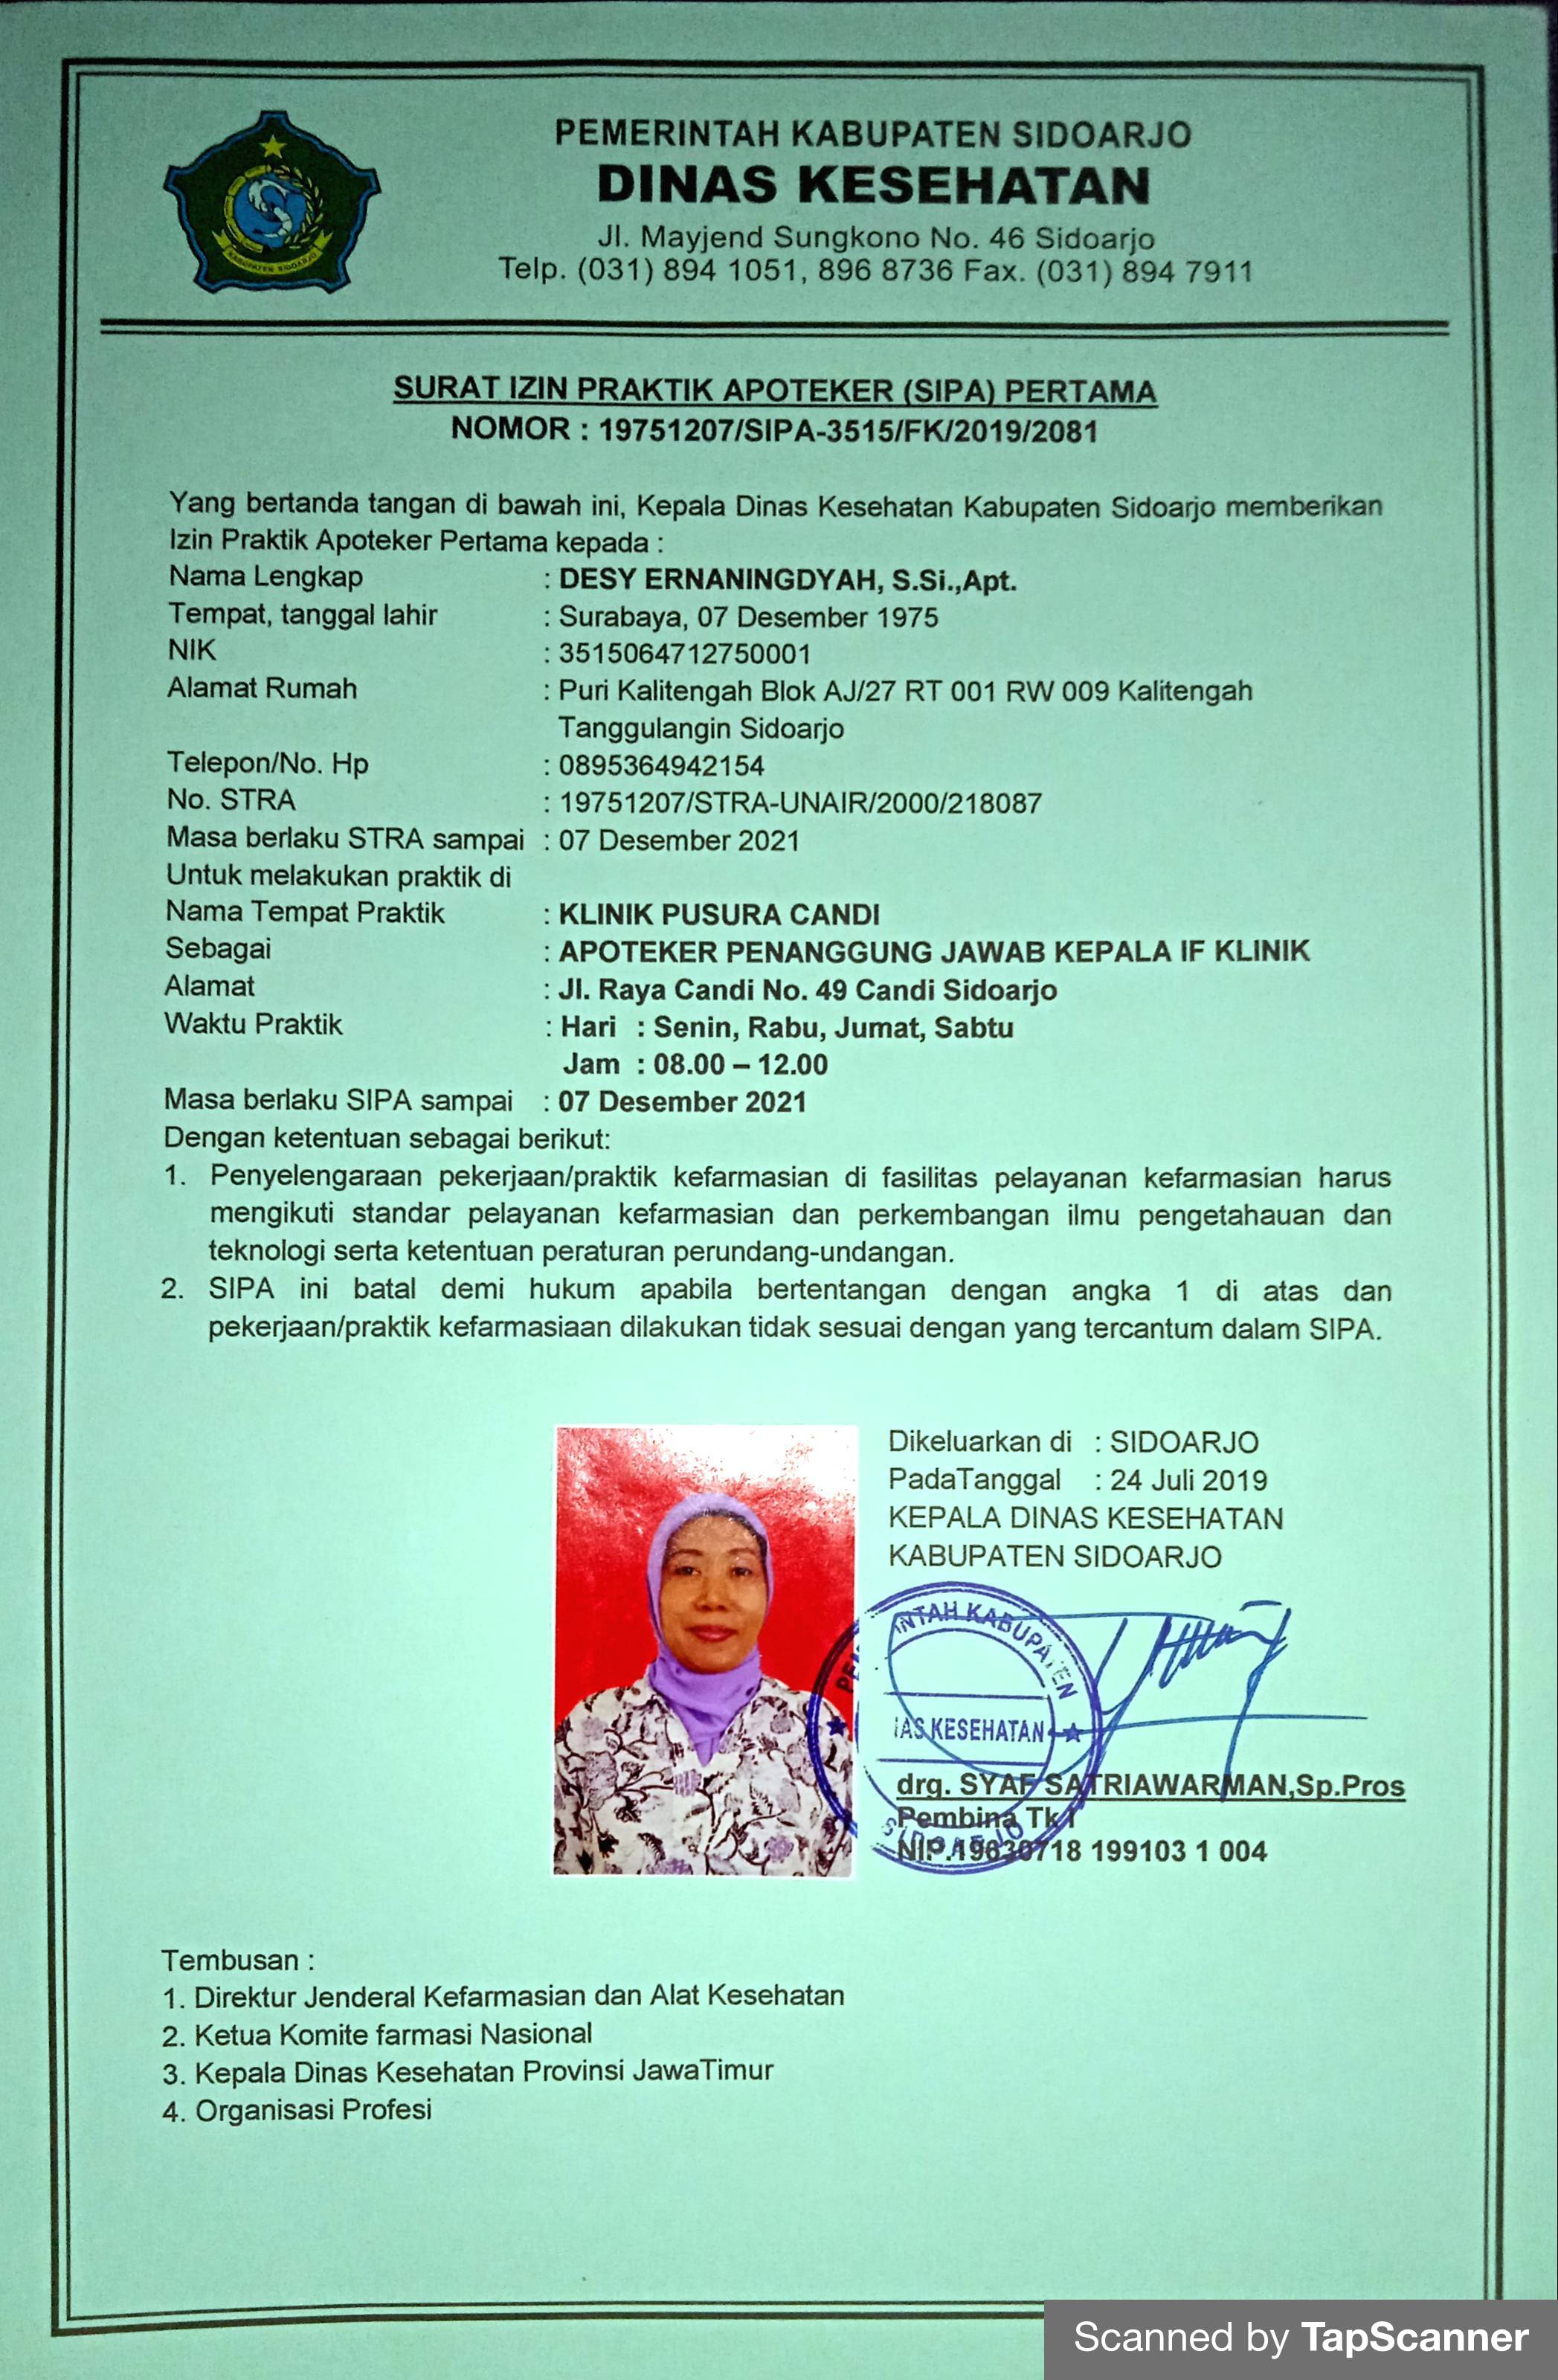 PEMERINTAH KABUPATEN SIDOARJO
DINAS KESEHATAN
Jl. Mayjend Sungkono No. 46 Sidoarjo
Telp. (031) 894 1051, 896 8736 Fax. (031) 894 7911
KABUPATEN SIDOARJO
SURAT IZIN PRAKTIK APOTEKER (SIPA) PERTAMA
NOMOR : 19751207/SIPA-3515/FK/2019/2081
Yang bertanda tangan di bawah ini, Kepala Dinas Kesehatan Kabupaten Sidoarjo memberikan
Izin Praktik Apoteker Pertama kepada :
Nama Lengkap : DESY ERNANINGDYAH, S.Si.,Apt.
Tempat, tanggal lahir : Surabaya, 07 Desember 1975
NIK : 3515064712750001
Alamat Rumah : Puri Kalitengah Blok AJ/27 RT 001 RW 009 Kalitengah
Tanggulangin Sidoarjo
Telepon/No. Hp : 0895364942154
No. STRA : 19751207/STRA-UNAIR/2000/218087
Masa berlaku STRA sampai : 07 Desember 2021
Untuk melakukan praktik di
Nama Tempat Praktik : KLINIK PUSURA CANDI
Sebagai : APOTEKER PENANGGUNG JAWAB KEPALA IF KLINIK
Alamat : Jl. Raya Candi No. 49 Candi Sidoarjo
Waktu Praktik : Hari : Senin, Rabu, Jumat, Sabtu
Jam : 08.00 – 12.00
Masa berlaku SIPA sampai : 07 Desember 2021
Dengan ketentuan sebagai berikut:
1. Penyelengaraan pekerjaan/praktik kefarmasian di fasilitas pelayanan kefarmasian harus
mengikuti standar pelayanan kefarmasian dan perkembangan ilmu pengetahauan dan
teknologi serta ketentuan peraturan perundang-undangan.
2. SIPA ini batal demi hukum apabila bertentangan dengan angka 1 di atas dan
pekerjaan/praktik kefarmasiaan dilakukan tidak sesuai dengan yang tercantum dalam SIPA.
Dikeluarkan di : SIDOARJO
PadaTanggal : 24 Juli 2019
KEPALA DINAS KESEHATAN
KABUPATEN SIDOARJO
KABUPATEN
KESEHATAN
SIDOARJO
drg. SYAF SATRIAWARMAN,Sp.Pros
Pembina Tk I
NIP.19630718 199103 1 004
Tembusan :
1. Direktur Jenderal Kefarmasian dan Alat Kesehatan
2. Ketua Komite farmasi Nasional
3. Kepala Dinas Kesehatan Provinsi JawaTimur
4. Organisasi Profesi
Scanned by TapScanner